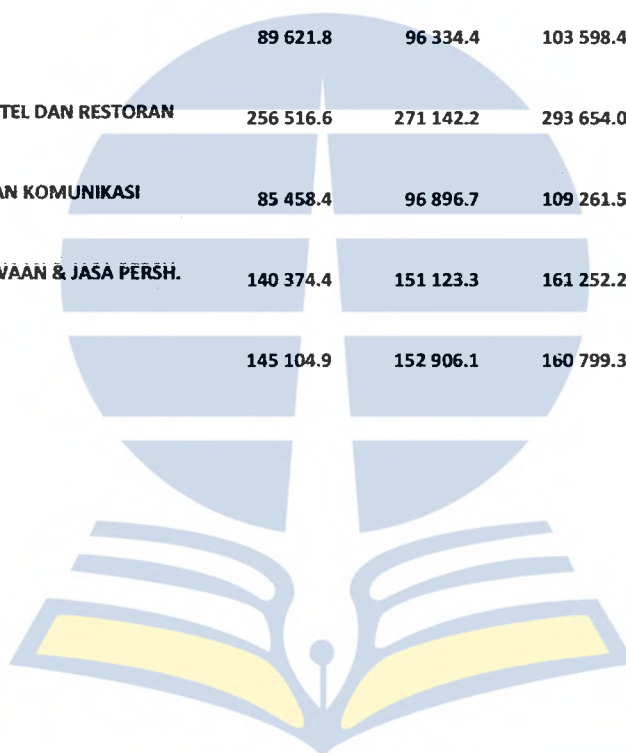 89 621.8 96 334.4 103 598.4
TEL DAN RESTORAN 256 516.6 271 142.2 293 654.0
AN KOMUNIKASI 85 458.4 96 896.7 109 261.5
WAAN & JASA PERSH. 140 374.4 151 123.3 161 252.2
145 104.9 152 906.1 160 799.3